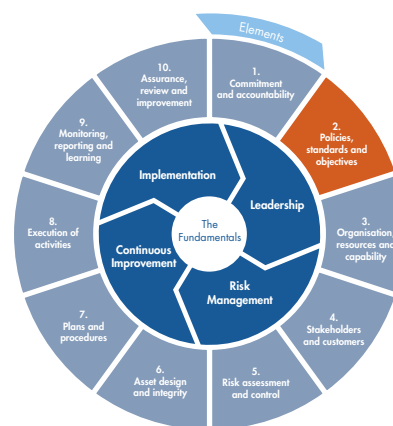 Elements
1.
Commitment
and accountability
2.
Policies,
standards and
objectives
3.
Organisation,
resources and
capability
4.
Stakeholders
and customers
5.
Risk assessment
and control
6.
Asset design
and integrity
7.
Plans and
procedures
8.
Execution of
activities
9.
Monitoring,
reporting and
learning
10.
Assurance,
review and
improvement
Implementation
Leadership
The
Fundamentals
Continuous
Improvement
Risk
Management